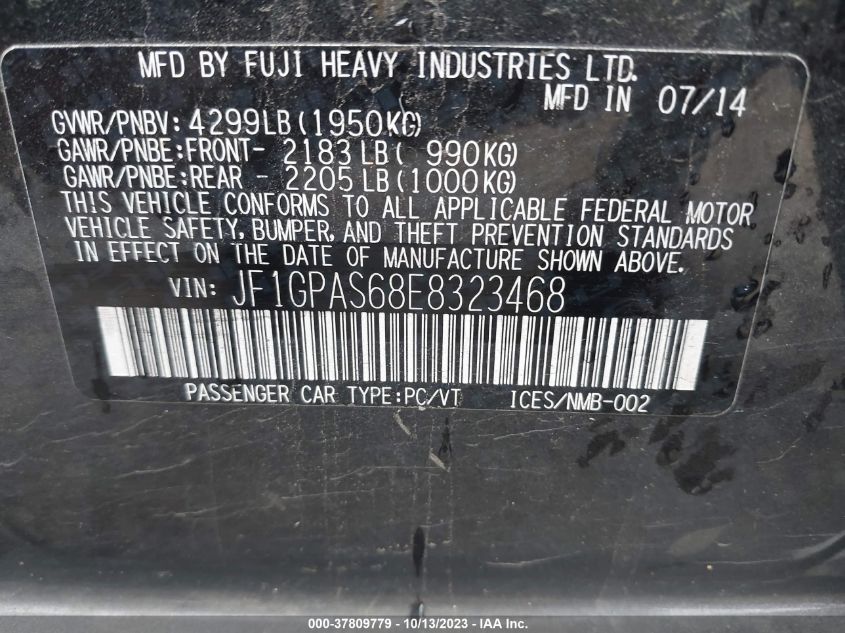 MFD BY FUJI HEAVY INDUSTRIES LTD.
MFD IN 07/14
GVWR/PNBV: 4299LB (1950KG)
GAWR/PNBE:FRONT- 2183 LB ( 990KG)
GAWR/PNBE:REAR - 2205 LB (1000KG)
THIS VEHICLE CONFORMS TO ALL APPLICABLE FEDERAL MOTOR
VEHICLE SAFETY, BUMPER, AND THEFT PREVENTION STANDARDS
IN EFFECT ON THE DATE OF MANUFACTURE SHOWN ABOVE.
VIN: JF1GPAS68E8323468
PASSENGER CAR TYPE:PC/VT ICES/NMB-002
000-37809779 - 10/13/2023 - IAA Inc.